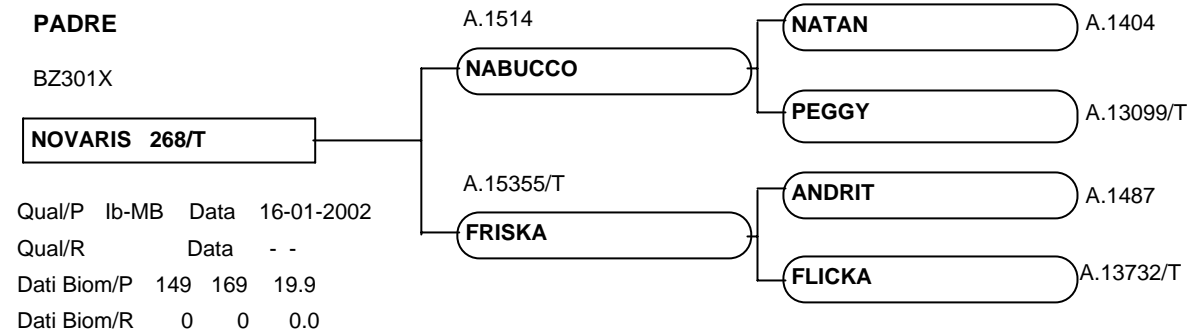 PADRE
BZ301X
NOVARIS 268/T
Qual/P Ib-MB Data 16-01-2002
Qual/R Data - -
Dati Biom/P 149 169 19.9
Dati Biom/R 0 0 0.0
A.1514
NABUCCO
A.15355/T
FRISKA
NATAN A.1404
PEGGY A.13099/T
ANDRIT A.1487
FLICKA A.13732/T